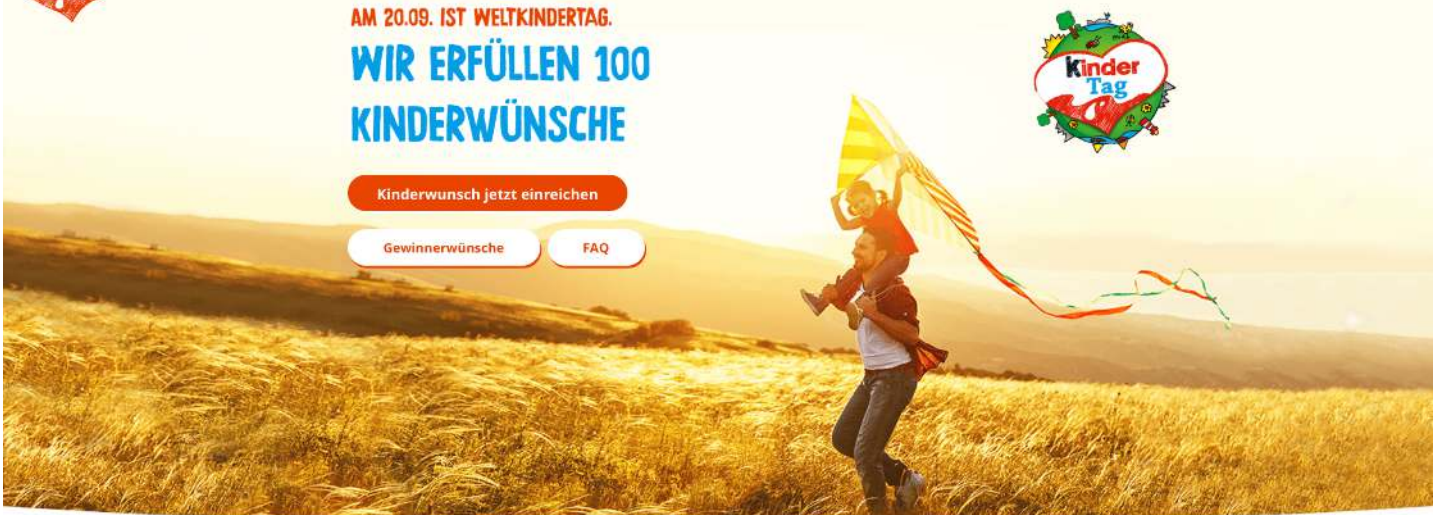 AM 20.09. IST WELTKINDERTAG.
WIR ERFÜLLEN 100
KINDERWÜNSCHE
Kinder
Tag
Kinderwunsch jetzt einreichen
Gewinnerwünsche
FAQ